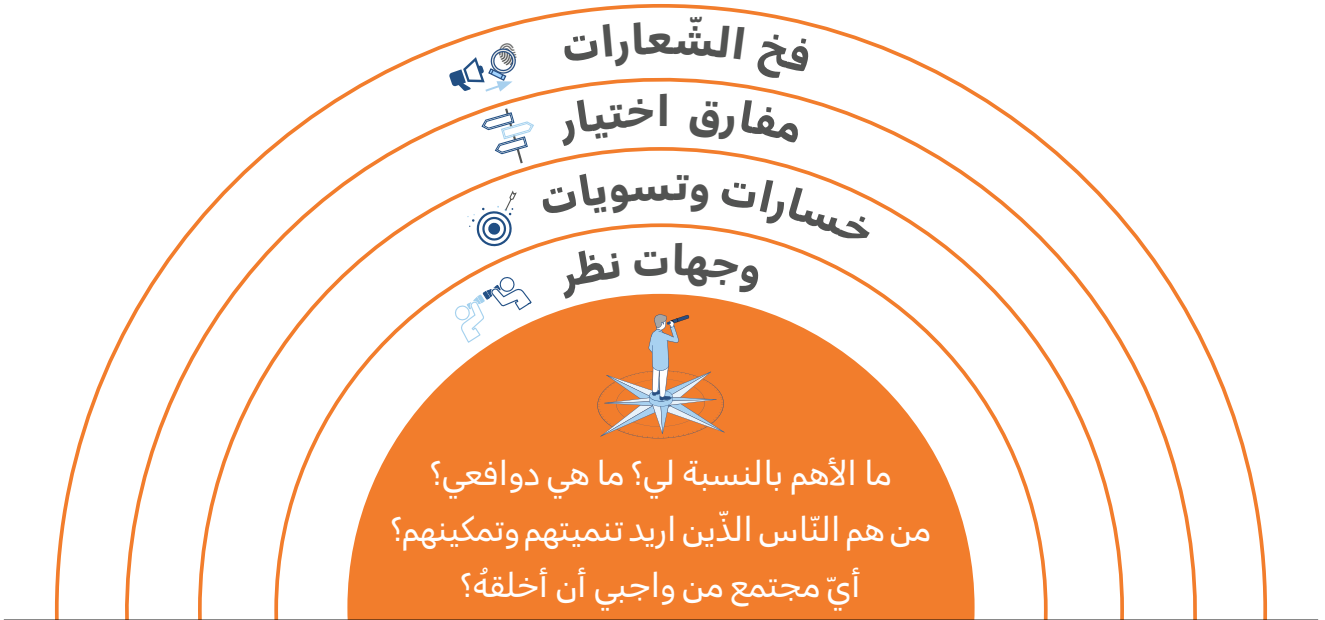 فخ الشّعارات
مفارق اختيار
خسارات وتسويات
وجهات نظر
ما الأهم بالنسبة لي؟ ما هي دوافعي؟
من هم النّاس الذّين اريد تنميتهم وتمكينهم؟
أيّ مجتمع من واجبي أن أخلقهُ؟